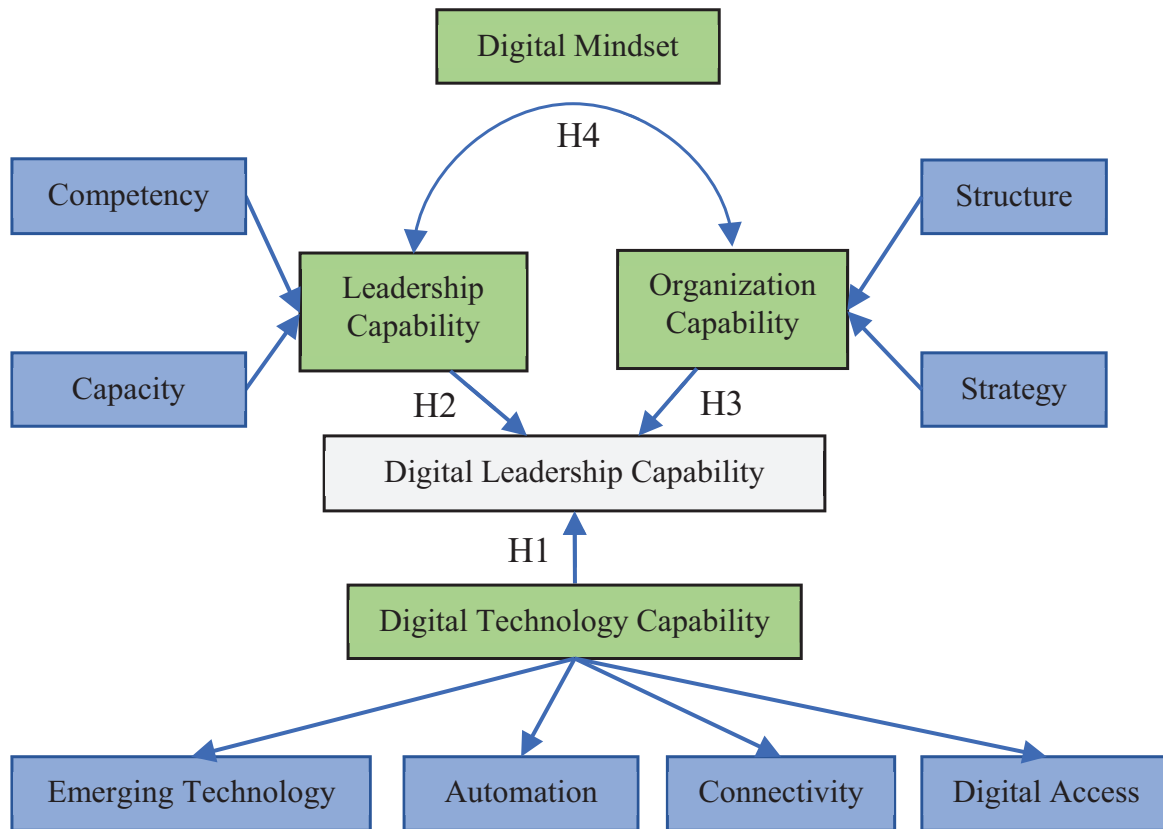 Digital Mindset
H4
Competency
Structure
Leadership
Capability
Organization
Capability
Capacity
Strategy
H2
H3
Digital Leadership Capability
H1
Digital Technology Capability
Emerging Technology
Automation
Connectivity
Digital Access